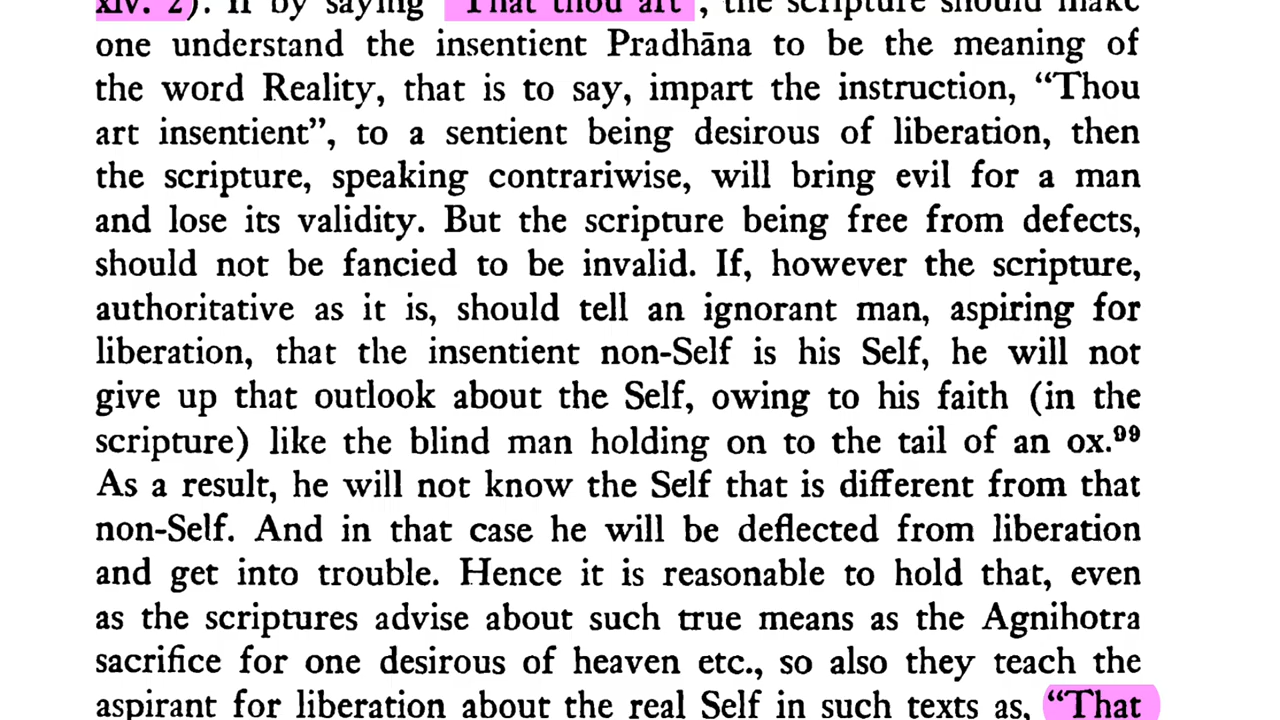 xiv. 2). If by saying "That thou art", the scripture should make
one understand the insentient Pradhāna to be the meaning of
the word Reality, that is to say, impart the instruction, “Thou
art insentient”, to a sentient being desirous of liberation, then
the scripture, speaking contrariwise, will bring evil for a man
and lose its validity. But the scripture being free from defects,
should not be fancied to be invalid. If, however the scripture,
authoritative as it is, should tell an ignorant man, aspiring for
liberation, that the insentient non-Self is his Self, he will not
give up that outlook about the Self, owing to his faith (in the
scripture) like the blind man holding on to the tail of an ox.⁹⁹
As a result, he will not know the Self that is different from that
non-Self. And in that case he will be deflected from liberation
and get into trouble. Hence it is reasonable to hold that, even
as the scriptures advise about such true means as the Agnihotra
sacrifice for one desirous of heaven etc., so also they teach the
aspirant for liberation about the real Self in such texts as, “That